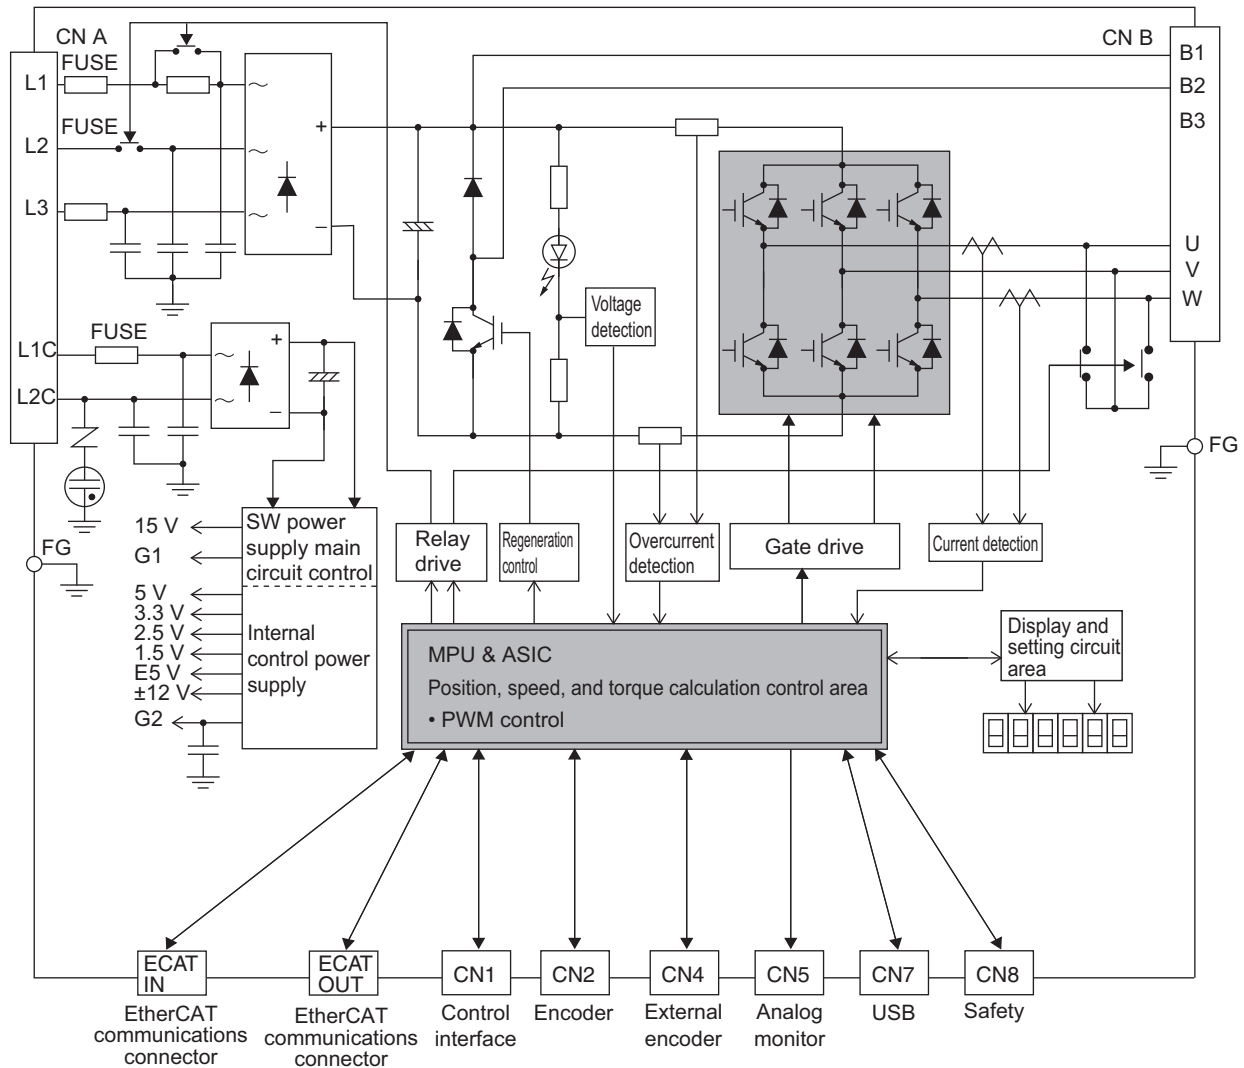 CN A
CN B
FUSE
L1
B1
B2
B3
FUSE
L2
+
L3
−
U
V
W
Voltage
detection
FUSE
L1C
+
L2C
−
FG
15 V
G1
SW power
supply main
circuit control
FG
5 V
3.3 V
2.5 V
1.5 V
E5 V
±12 V
G2
Internal
control power
supply
Relay
drive
Regeneration
control
Overcurrent
detection
Gate drive
Current detection
MPU & ASIC
Position, speed, and torque calculation control area
• PWM control
Display and
setting circuit
area
ECAT
IN
ECAT
OUT
CN1
CN2
CN4
CN5
CN7
CN8
EtherCAT
communications
connector
EtherCAT
communications
connector
Control
interface
Encoder
External
encoder
Analog
monitor
USB
Safety